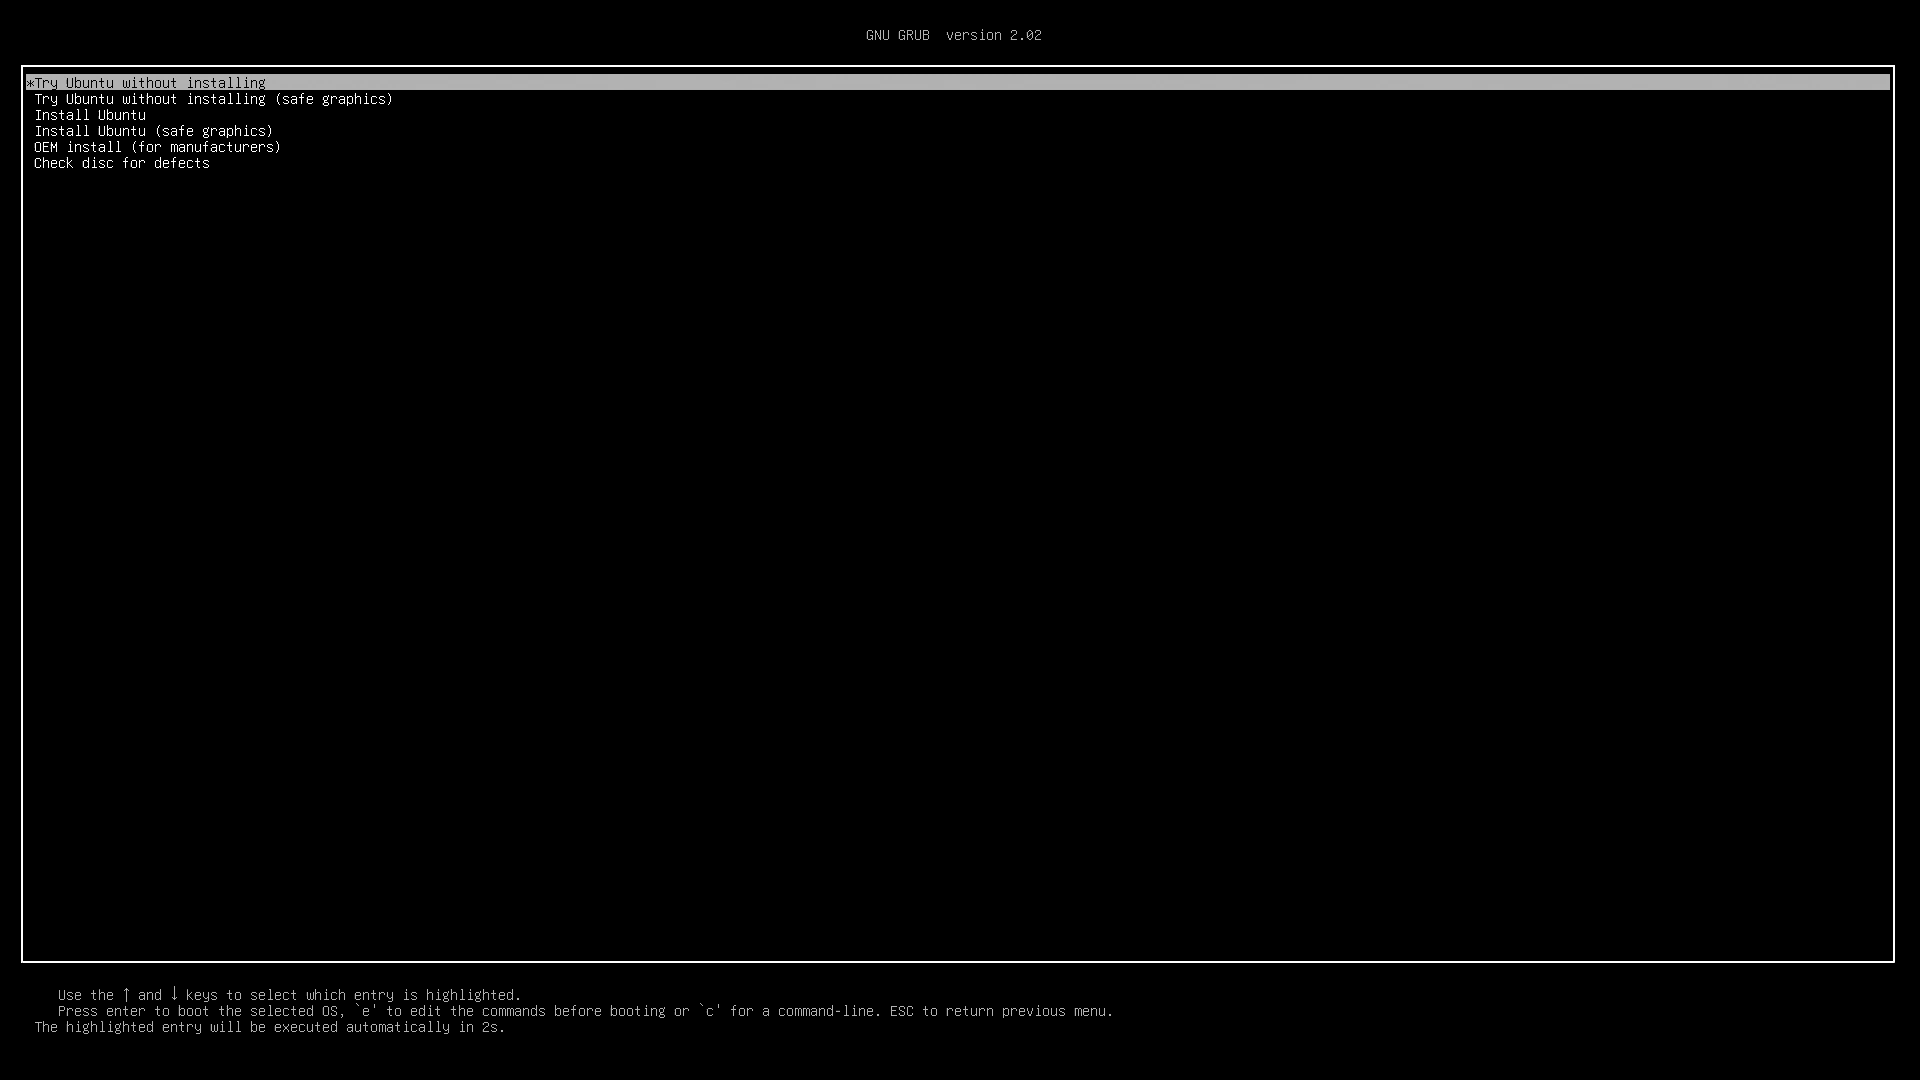 GNU GRUB  version 2.02
*Try Ubuntu without installing
Try Ubuntu without installing (safe graphics)
Install Ubuntu
Install Ubuntu (safe graphics)
OEM install (for manufacturers)
Check disc for defects
Use the ↑ and ↓ keys to select which entry is highlighted.
Press enter to boot the selected OS, `e' to edit the commands before booting or `c' for a command-line. ESC to return previous menu.
The highlighted entry will be executed automatically in 2s.